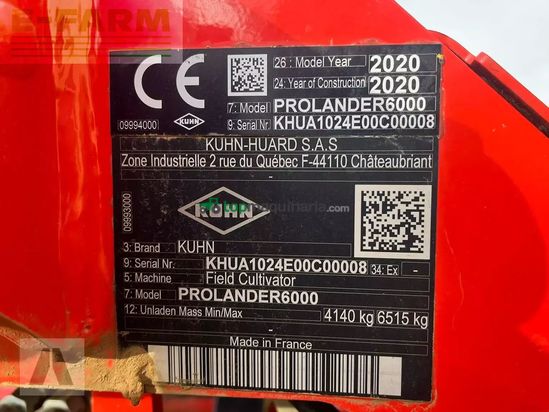 E-FARM
26: Model Year 2020
24: Year of Construction 2020
7: Model PROLANDER6000
9: Serial Nr. KHUA1024E00C00008
CE
09994000
KUHN
KUHN-HUARD S.A.S
Zone Industrielle 2 rue du Québec F-44110 Châteaubriant
09993000
KUHN
3: Brand KUHN
9: Serial Nr. KHUA1024E00C00008 34: Ex -
5: Machine Field Cultivator
7: Model PROLANDER6000
12: Unladen Mass Min/Max 4140 kg 6515 kg
Made in France